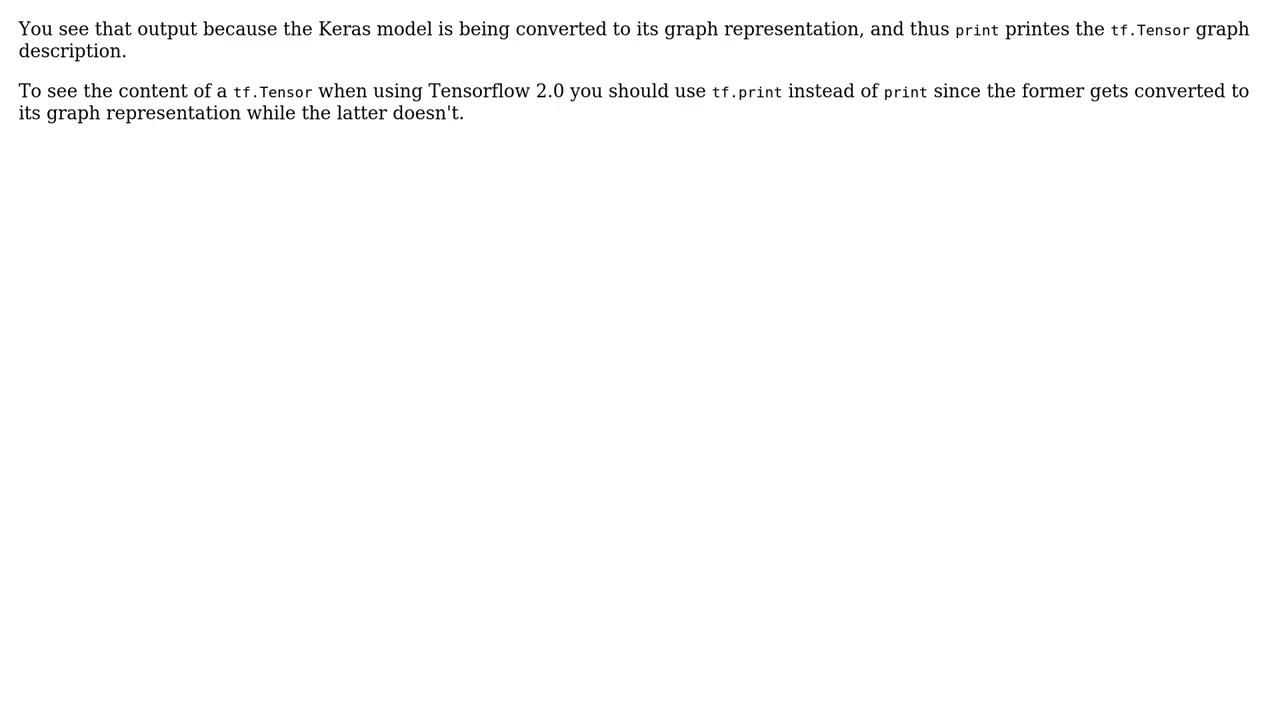 You see that output because the Keras model is being converted to its graph representation, and thus print printes the tf.Tensor graph
description.
To see the content of a tf.Tensor when using Tensorflow 2.0 you should use tf.print instead of print since the former gets converted to
its graph representation while the latter doesn't.